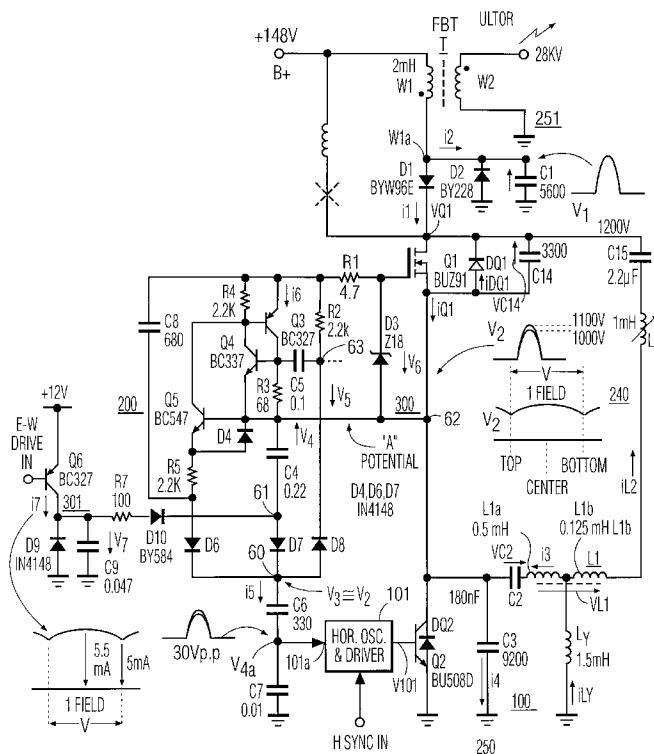 FBT
ULTOR
+148V
B+
28KV
2mH
W1
W2
251
W1a
i2
D1
BYW96E
D2
BY228
C1
5600
V1
i1
VQ1
1200V
R1
4.7
Q1
BUZ91
DQ1
iDQ1
3300
C14
VC14
C15
2.2µF
iQ1
R4
2.2K
i6
Q3
BC327
R2
2.2k
D3
Z18
1mH
L
C8
680
Q4
BC337
63
V6
V2
1100V
1000V
R3
68
C5
0.1
V5
V
1 FIELD
240
Q5
BC547
200
300
62
V2
+12V
D4
V4
"A"
POTENTIAL
TOP
BOTTOM
CENTER
E-W
DRIVE
IN
Q6
BC327
R5
2.2K
C4
0.22
D4,D6,D7
IN4148
iL2
i7
301
R7
100
61
L1a
0.5 mH
L1b
0.125 mH L1b
D9
IN4148
V7
C9
0.047
D10
BY584
D6
D7
D8
VC2
i3
L1
60
V3≅V2
180nF
C2
VL1
i5
C6
330
101
DQ2
30Vp.p
HOR. OSC.
& DRIVER
Q2
BU508D
C3
9200
LY
1.5mH
5.5
mA
5mA
V4a
101a
V101
i4
iLY
1 FIELD
C7
0.01
100
V
H SYNC IN
250